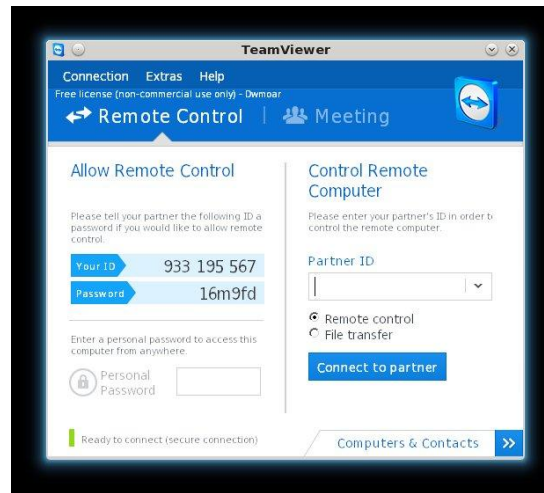 TeamViewer
Connection Extras Help
Free license (non-commercial use only) - Dwmoar
Remote Control | Meeting
Allow Remote Control
Please tell your partner the following ID a
password if you would like to allow remote
control.
Your ID 933 195 567
Password 16m9fd
Enter a personal password to access this
computer from anywhere.
Personal
Password
Ready to connect (secure connection)
Control Remote
Computer
Please enter your partner's ID in order t
control the remote computer.
Partner ID
Remote control
File transfer
Connect to partner
Computers & Contacts